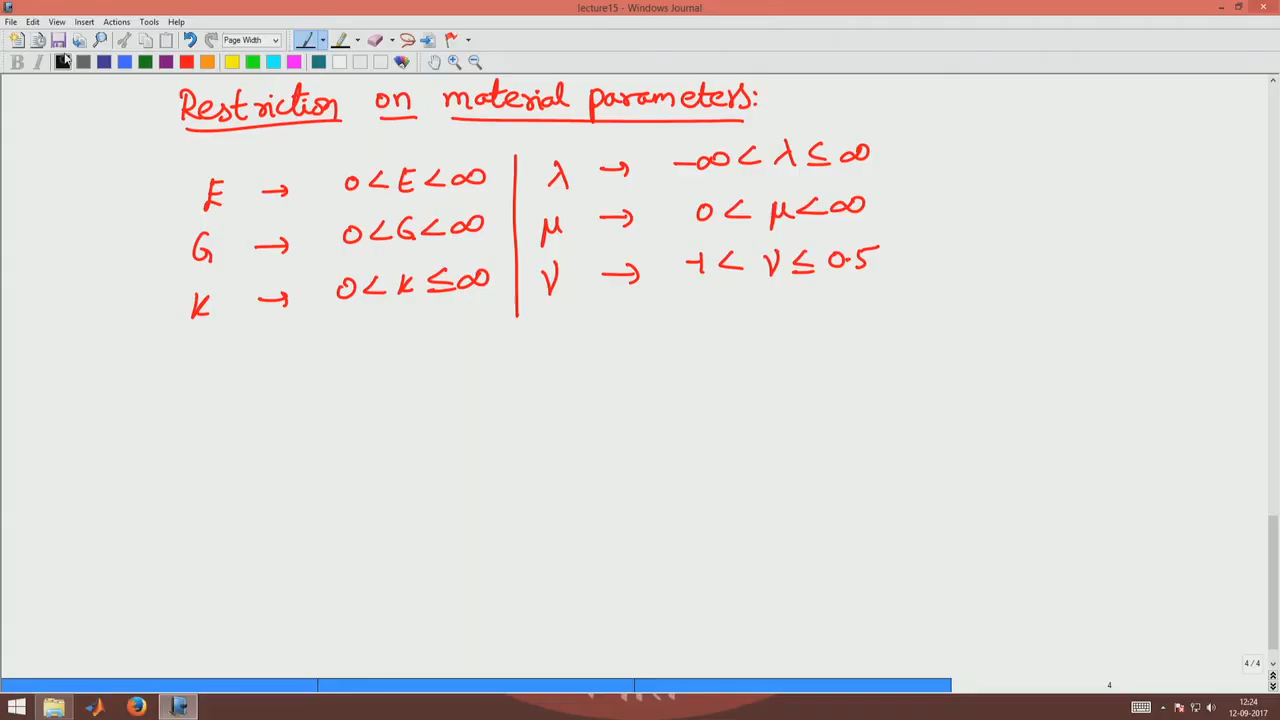 lecture15 - Windows Journal
File Edit View Insert Actions Tools Help
Page Width
B I
Restriction on material parameters:
E → 0 < E < ∞
G → 0 < G < ∞
K → 0 < K ≤ ∞
λ → -∞ < λ ≤ ∞
μ → 0 < μ < ∞
ν → -1 < ν ≤ 0.5
4 / 4
4
12:24
12-09-2017